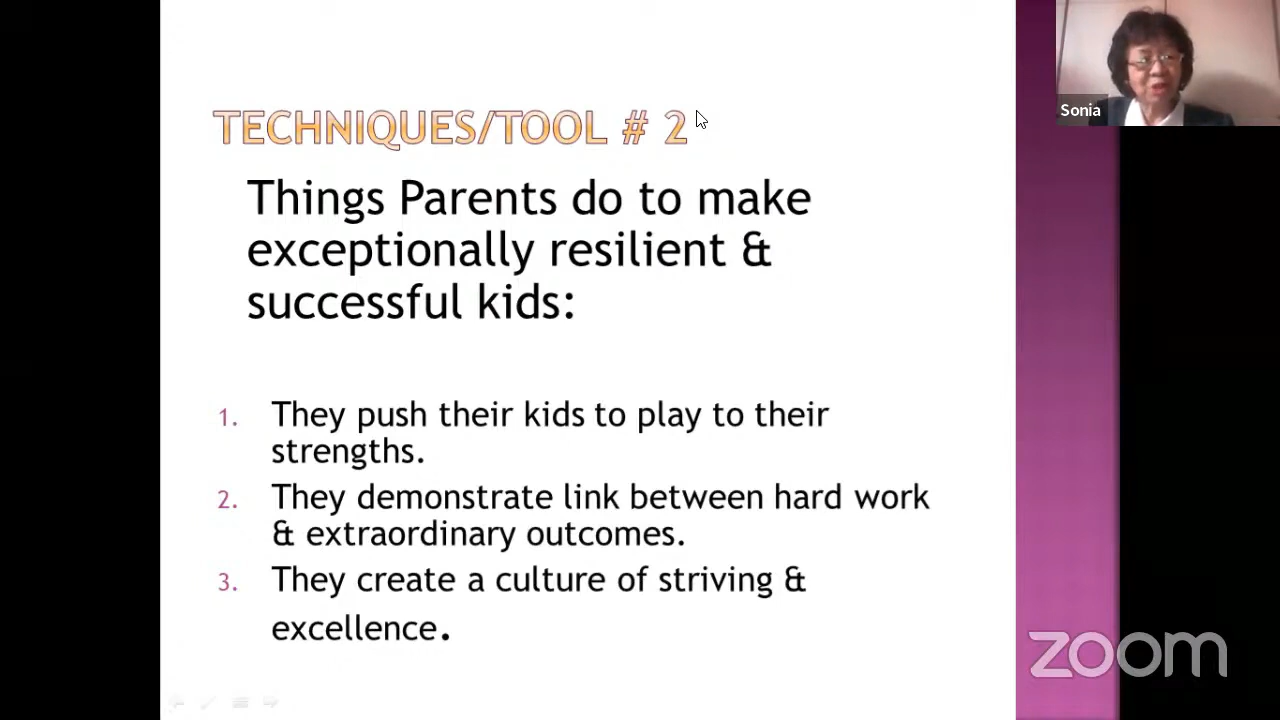 TECHNIQUES/TOOL # 2
Things Parents do to make
exceptionally resilient &
successful kids:
1. They push their kids to play to their
strengths.
2. They demonstrate link between hard work
& extraordinary outcomes.
3. They create a culture of striving &
excellence.
Sonia
zoom